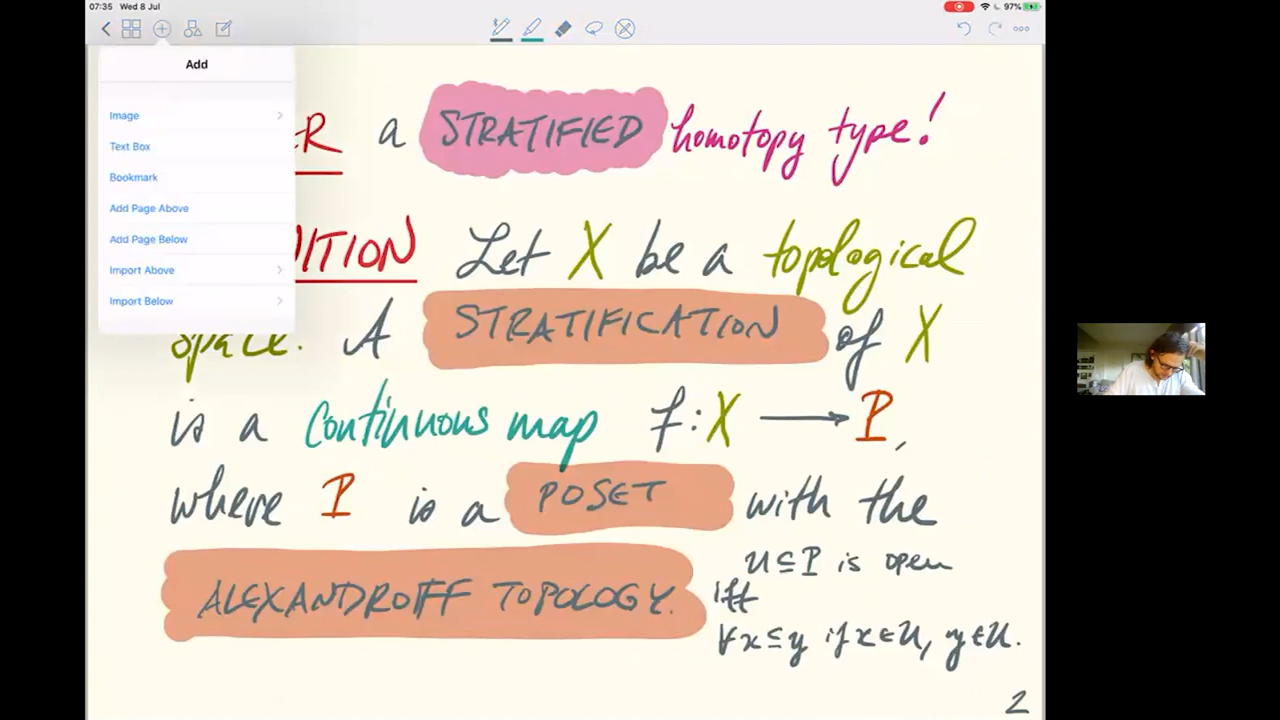 07:35 Wed 8 Jul
97%
Add
Image
Text Box
Bookmark
Add Page Above
Add Page Below
Import Above
Import Below
R a STRATIFIED homotopy type!
NITION Let X be a topological
space. A STRATIFICATION of X
is a continuous map f: X → P,
where P is a POSET with the
ALEXANDROFF TOPOLOGY.
U ⊆ P is open
iff
∀x ≤ y if x ∈ U, y ∈ U.
2